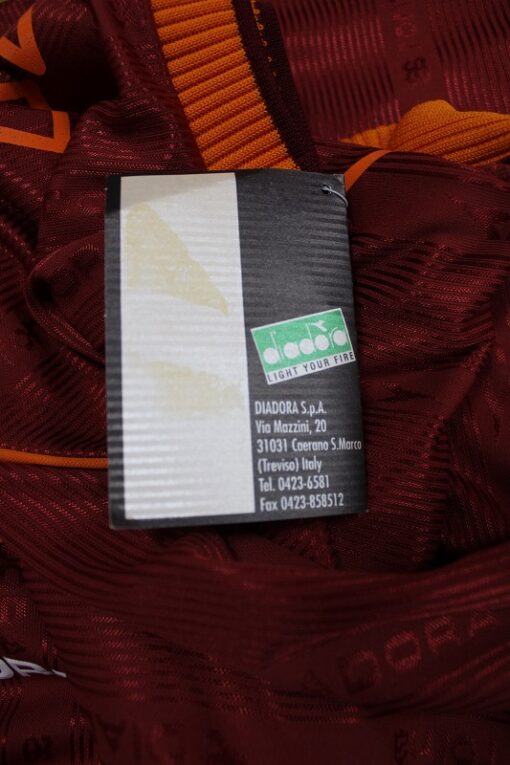 diadora
LIGHT YOUR FIRE
DIADORA S.p.A.
Via Mazzini, 20
31031 Caerano S.Marco
(Treviso) Italy
Tel. 0423-6581
Fax 0423-858512
ADORA